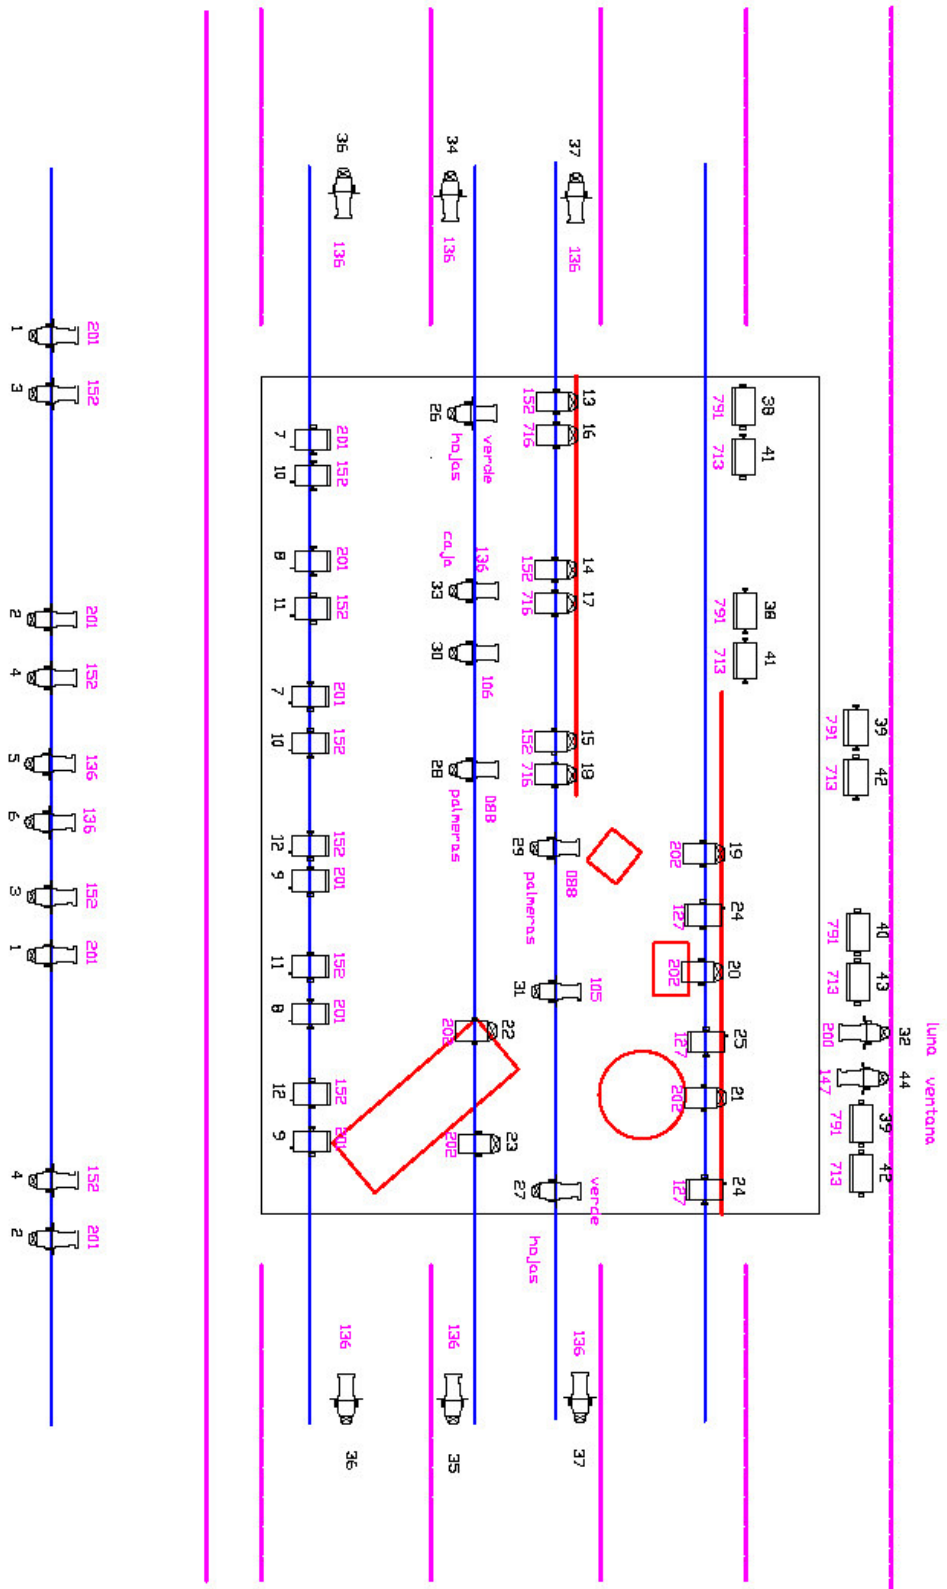 luna ventana
32 44
39 42 40 43 39 42
791 713 791 713 200 147 791 713
38 41 38 41
791 713 791 713
19 24 20 25 21 24
202 127 202 127 202 127
13 16 14 17 15 18
verde
37 136 088 105 136 37
152 716 152 716 152 716
palmeras
hojas
29 31 27
22 23
verde 136 106 088
34 136 hojas caja palmeras 202 202 136 35
26 33 30 28
36 136 201 152 201 152 201 152 152 201 152 201 152 201 136 36
7 10 8 11 7 10 12 9 11 8 12 9
201 152 201 152 136 136 152 201 152 201
1 3 2 4 5 6 3 1 4 2